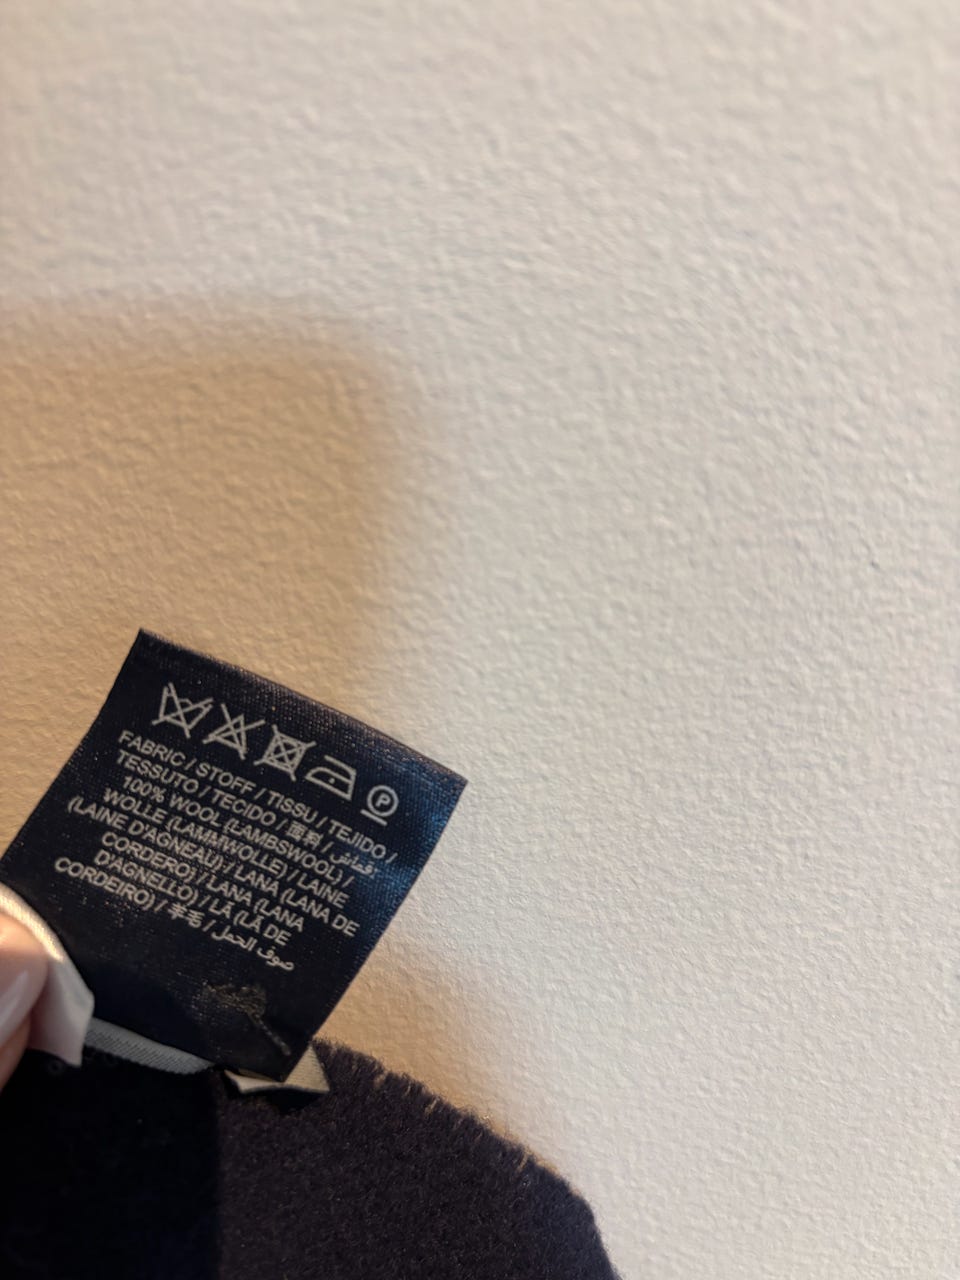 P
FABRIC / STOFF / TISSU / TEJIDO /
TESSUTO / TECIDO / 面料 / أقمشة
100% WOOL (LAMBSWOOL) /
WOLLE (LAMMWOLLE) / LAINE
(LAINE D'AGNEAU) / LANA (LANA DE
CORDERO) / LANA (LANA
D'AGNELLO) / LÃ (LÃ DE
CORDEIRO) / 羊毛 / صوف الحمل